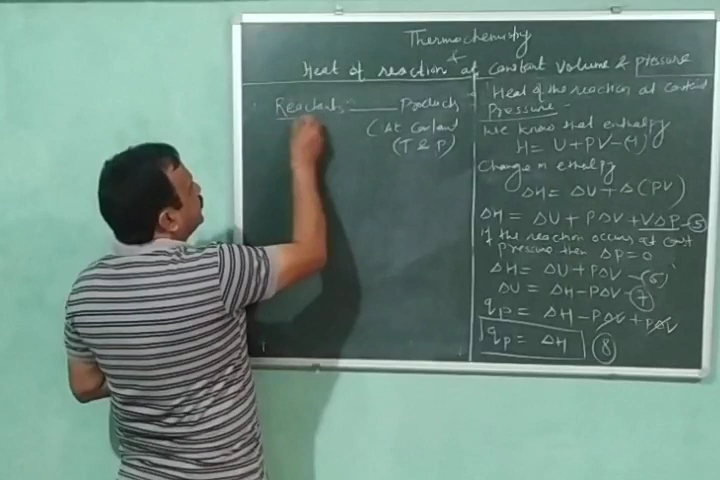 Thermochemistry
&
Heat of reaction at constant volume & pressure
Reactants —— Products
(At Constant
(T & P)
Heat of the reaction at constant
Pressure -
We know that enthalpy
H = U + PV -(4)
Change in ethalpy
ΔH = ΔU + Δ(PV)
ΔH = ΔU + PΔV + VΔP -(5)
If the reaction occurs at cont
pressure then ΔP = 0
ΔH = ΔU + PΔV -(6)
ΔU = ΔH - PΔV -(7)
qp = ΔH - PΔV + PΔV
qp = ΔH (8)